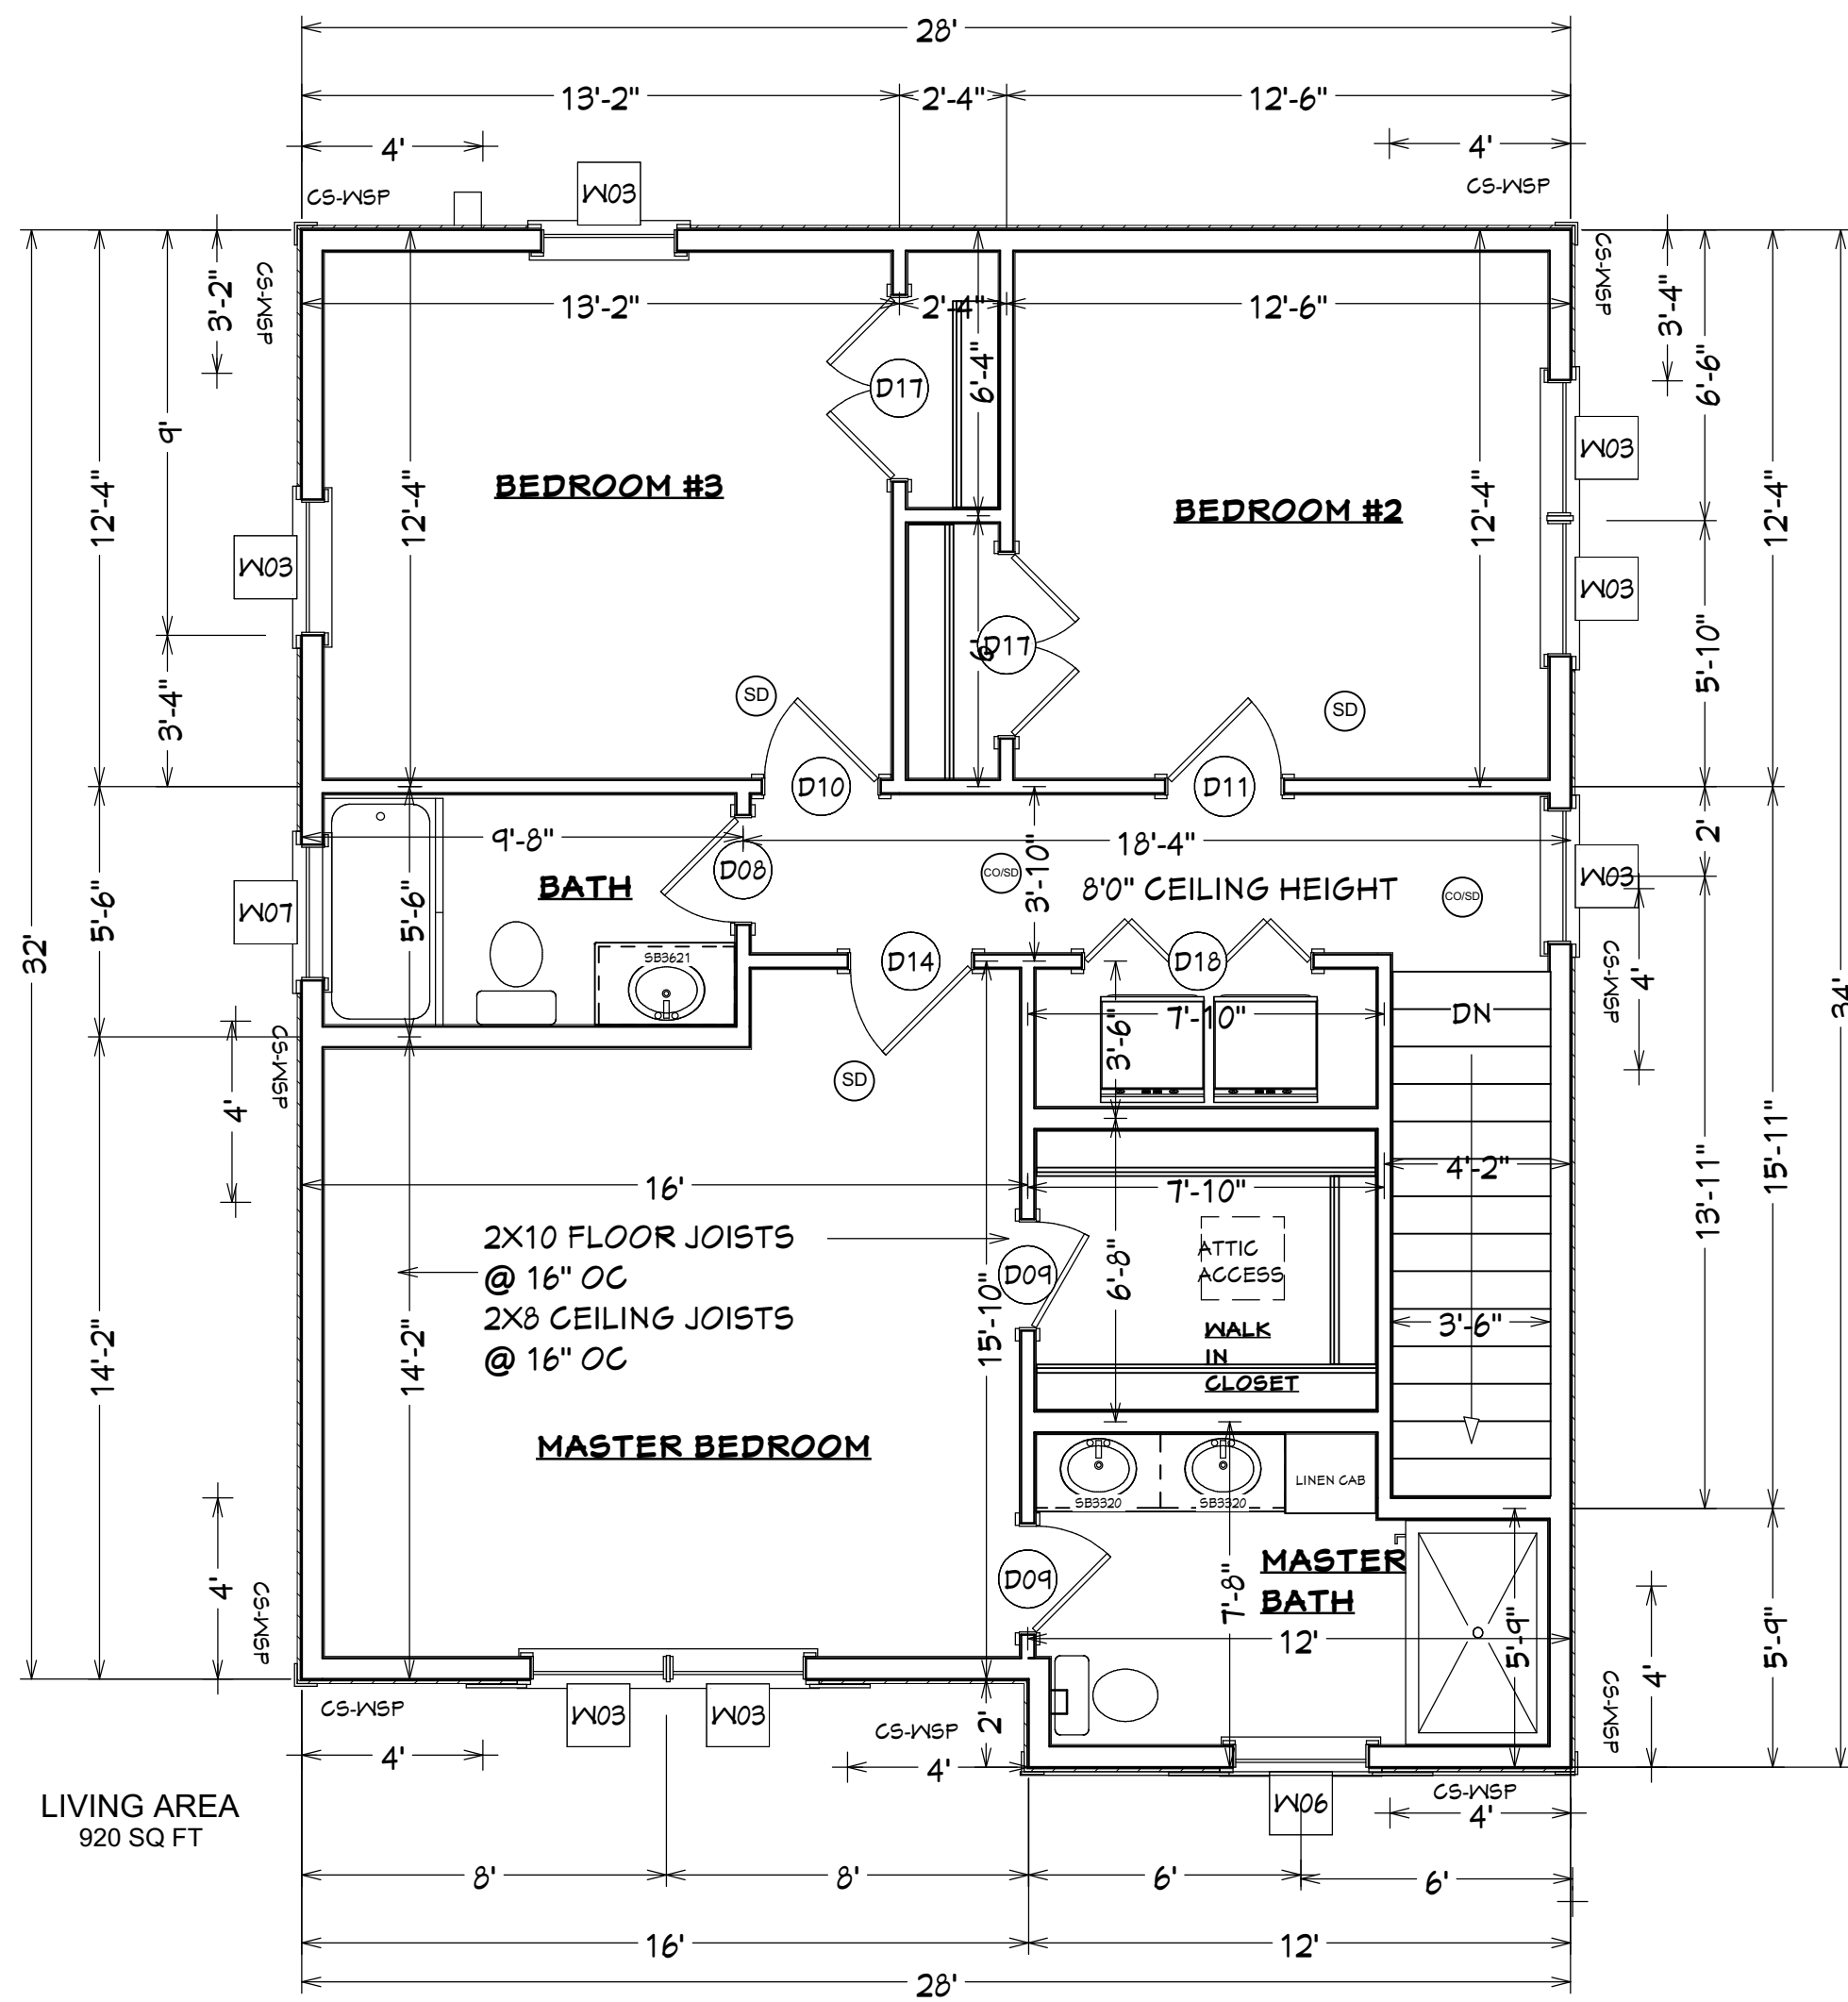 28'
13'-2" 2'-4" 12'-6"
4' 4'
CS-WSP W03 CS-WSP
CS-WSP CS-WSP
3'-2" 3'-4"
13'-2" 2'-4" 12'-6"
9' 6'-4" 6'-6"
D17
W03
12'-4" 12'-4" BEDROOM #3 BEDROOM #2 12'-4" 12'-4"
W03 W03
6' D17 5'-10"
3'-4" SD SD
D10 D11
9'-8" 18'-4" 2'
D08
BATH CO/SD 3'-10" 8'0" CEILING HEIGHT CO/SD W03
5'-6" W07 5'-6"
32' SB3621 D14 D18 CS-WSP 4' 34'
7'-10" DN
3'-6"
CS-WSP 4' SD
15'-11"
16' 7'-10" 4'-2" 13'-11"
2X10 FLOOR JOISTS
@ 16" OC
2X8 CEILING JOISTS
@ 16" OC
D09 6'-8" ATTIC
ACCESS
15'-10"
WALK
IN
CLOSET
3'-6"
14'-2" 14'-2"
MASTER BEDROOM
SB3320 SB3320 LINEN CAB
4' CS-WSP
D09 7'-8" MASTER
BATH
12' 5'-9" 5'-9"
4'
CS-WSP
CS-WSP W03 W03 CS-WSP 2'
4' 4'
CS-WSP
W06 4'
LIVING AREA
920 SQ FT
8' 8' 6' 6'
16' 12'
28'